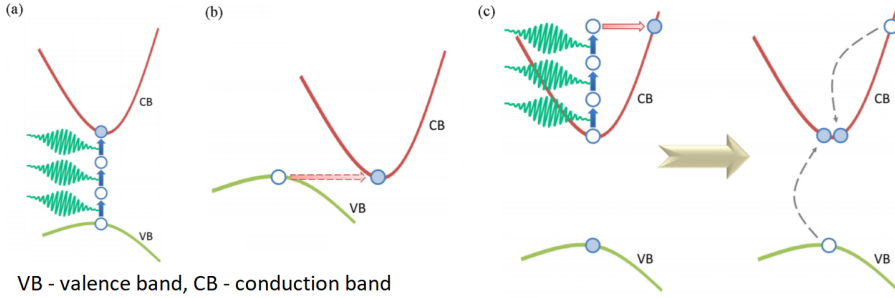 (a)
CB
VB
(b)
CB
VB
(c)
CB
VB
CB
VB
VB - valence band, CB - conduction band